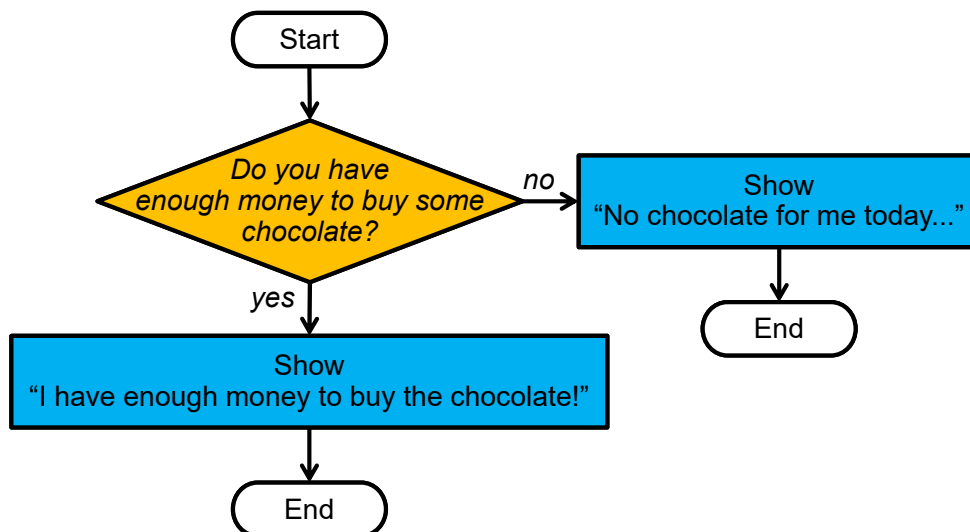 Start
Do you have
enough money to buy some
chocolate?
no
Show
“No chocolate for me today...”
End
yes
Show
“I have enough money to buy the chocolate!”
End